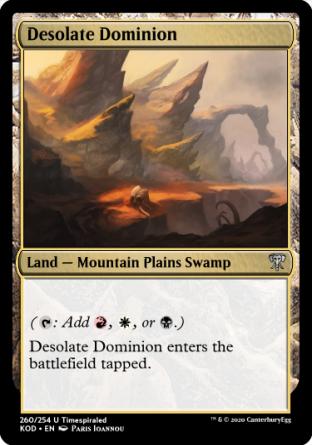 Desolate Dominion
Land — Mountain Plains Swamp
(: Add , , or .)
Desolate Dominion enters the
battlefield tapped.
260/254 U Timespiraled
KOD • EN Paris Ioannou
™ & © 2020 CanterburyEgg